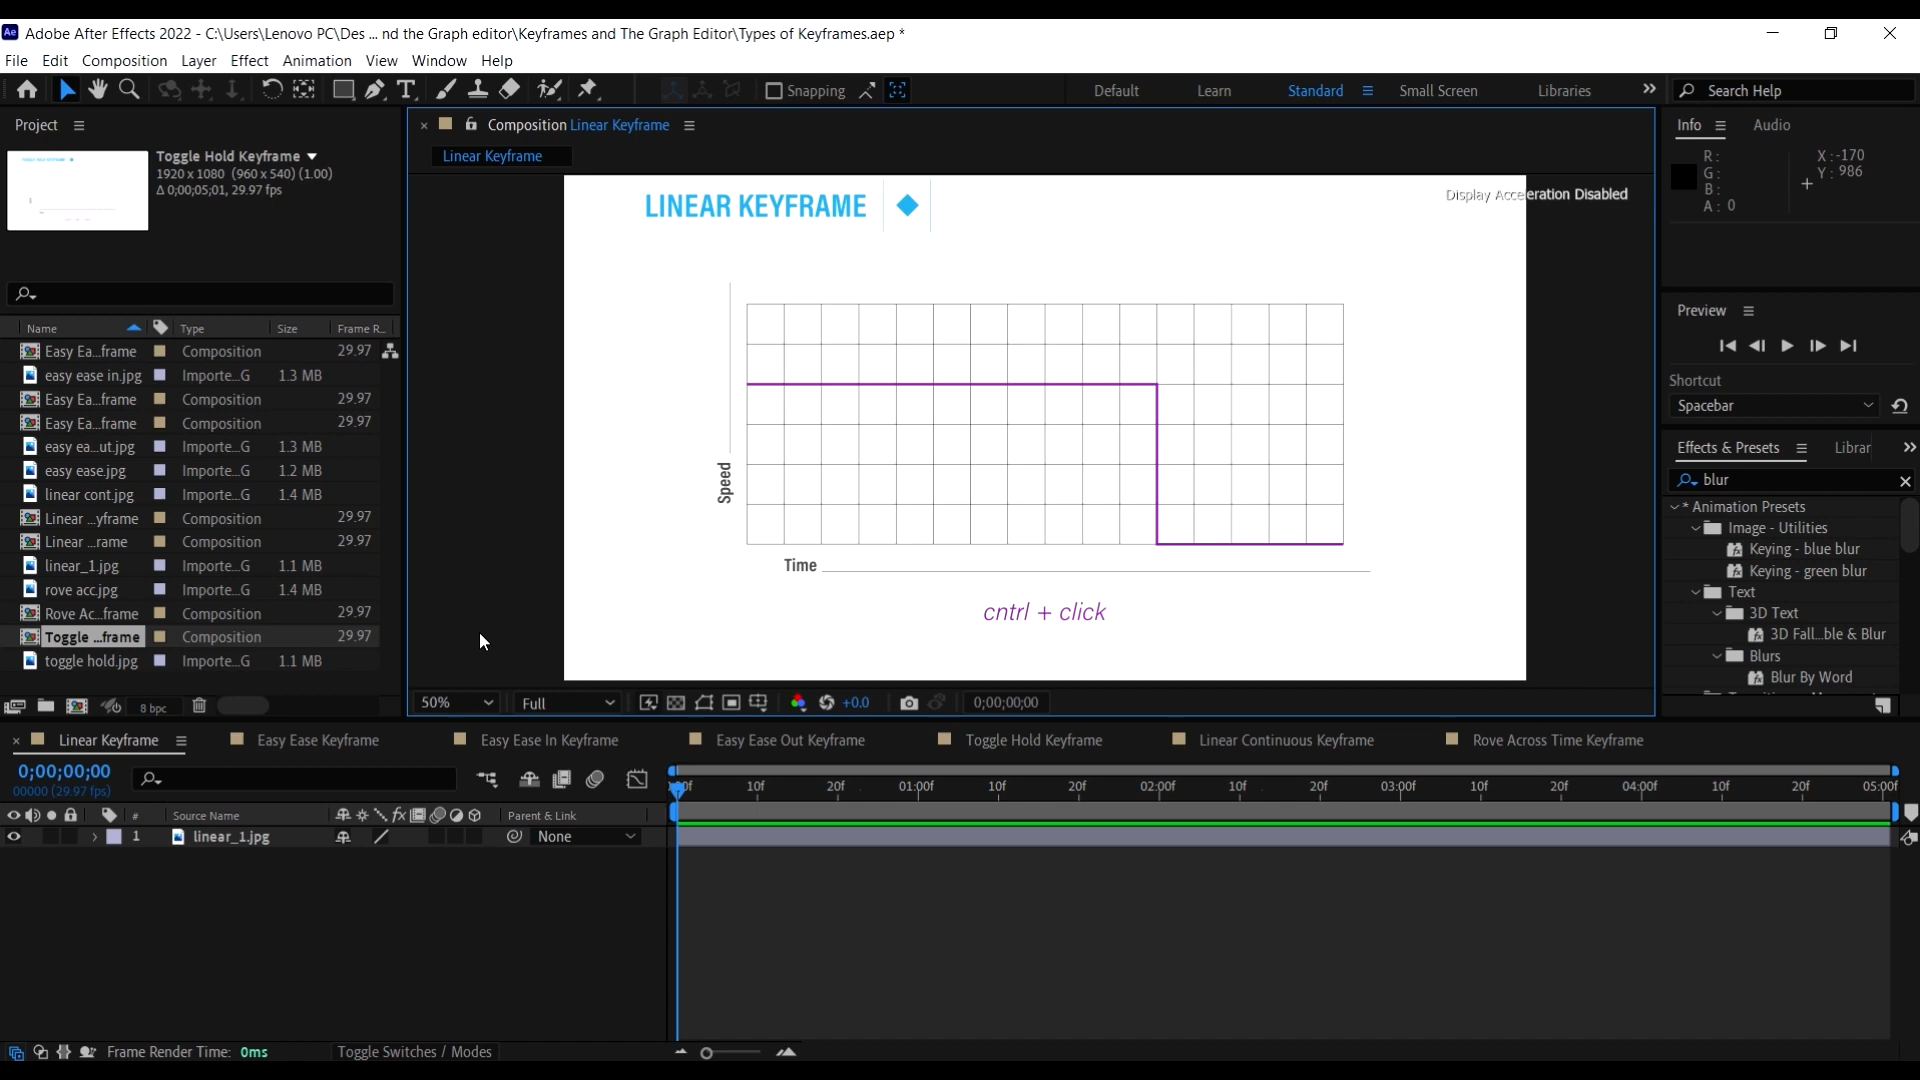 Adobe After Effects 2022 - C:\Users\Lenovo PC\Des ... nd the Graph editor\Keyframes and The Graph Editor\Types of Keyframes.aep *
File Edit Composition Layer Effect Animation View Window Help
Snapping Default Learn Standard Small Screen Libraries Search Help
Project
Toggle Hold Keyframe
1920 x 1080 (960 x 540) (1.00)
Δ 0;00;05;01, 29.97 fps
Name Type Size Frame R...
Easy Ea...frame Composition 29.97
easy ease in.jpg Importe...G 1.3 MB
Easy Ea...frame Composition 29.97
Easy Ea...frame Composition 29.97
easy ea...ut.jpg Importe...G 1.3 MB
easy ease.jpg Importe...G 1.2 MB
linear cont.jpg Importe...G 1.4 MB
Linear ...yframe Composition 29.97
Linear ...rame Composition 29.97
linear_1.jpg Importe...G 1.1 MB
rove acc.jpg Importe...G 1.4 MB
Rove Ac...frame Composition 29.97
Toggle ...frame Composition 29.97
toggle hold.jpg Importe...G 1.1 MB
8 bpc
Composition Linear Keyframe
Linear Keyframe
LINEAR KEYFRAME
Display Acceleration Disabled
Speed
Time
cntrl + click
50% Full +0.0 0;00;00;00
Info Audio
R: X:-170
G: Y: 986
B:
A: 0
Preview
Shortcut
Spacebar
Effects & Presets Librar
blur
* Animation Presets
Image - Utilities
Keying - blue blur
Keying - green blur
Text
3D Text
3D Fall...ble & Blur
Blurs
Blur By Word
Linear Keyframe Easy Ease Keyframe Easy Ease In Keyframe Easy Ease Out Keyframe Toggle Hold Keyframe Linear Continuous Keyframe Rove Across Time Keyframe
0;00;00;00
00000 (29.97 fps)
10f 20f 01:00f 10f 20f 02:00f 10f 20f 03:00f 10f 20f 04:00f 10f 20f 05:00f
# Source Name Parent & Link
1 linear_1.jpg None
Frame Render Time: 0ms Toggle Switches / Modes